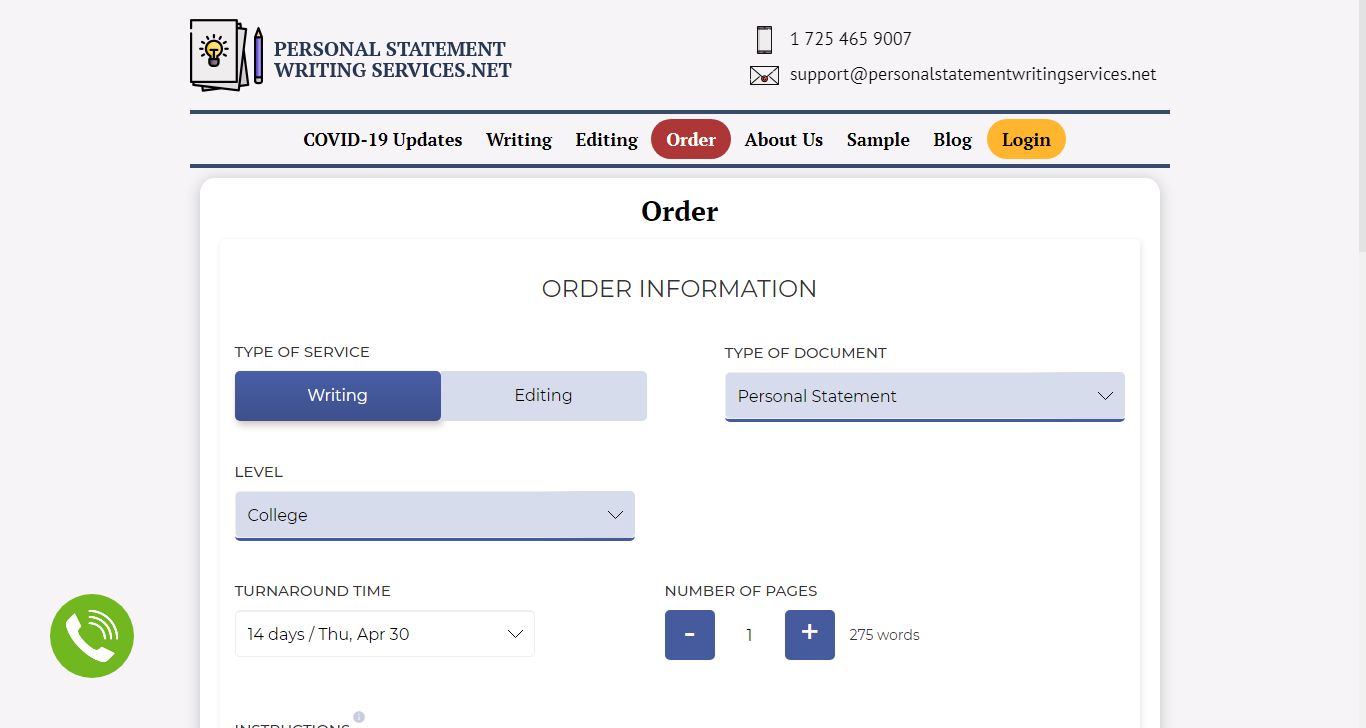 PERSONAL STATEMENT
WRITING SERVICES.NET
1 725 465 9007
support@personalstatementwritingservices.net
COVID-19 Updates Writing Editing Order About Us Sample Blog Login
Order
ORDER INFORMATION
TYPE OF SERVICE
TYPE OF DOCUMENT
Writing Editing
Personal Statement
LEVEL
College
TURNAROUND TIME
NUMBER OF PAGES
14 days / Thu, Apr 30
- 1 + 275 words
INSTRUCTIONS i